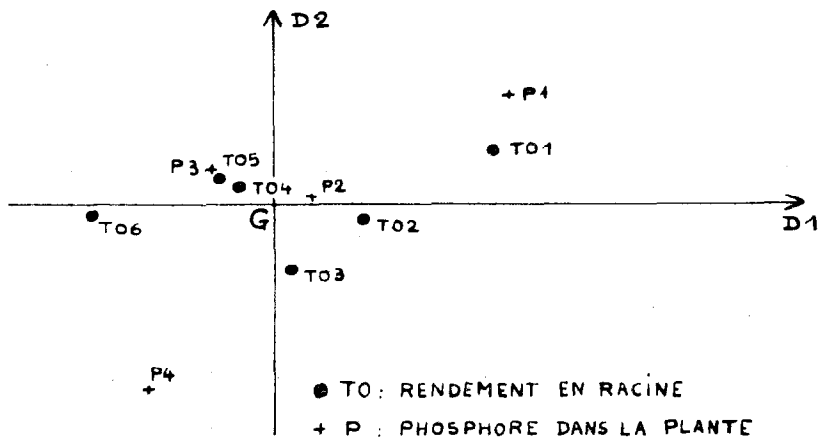 D2
P1
TO1
P3 TO5
TO4 P2
G
TO6
TO2
D1
TO3
P4
TO : RENDEMENT EN RACINE
+ P : PHOSPHORE DANS LA PLANTE